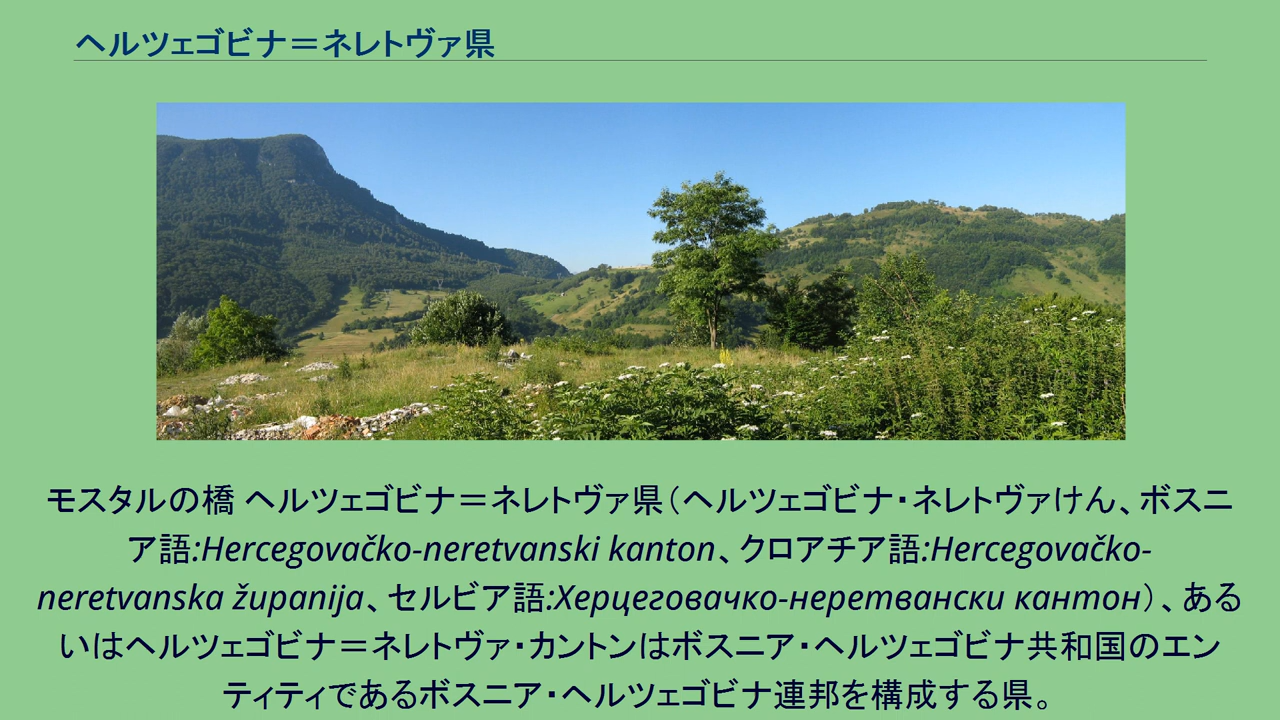 ヘルツェゴビナ＝ネレトヴァ県
モスタルの橋 ヘルツェゴビナ＝ネレトヴァ県（ヘルツェゴビナ・ネレトヴァけん、ボスニ
ア語:Hercegovačko-neretvanski kanton、クロアチア語:Hercegovačko-
neretvanska županija、セルビア語:Херцеговачко-неретвански кантон）、ある
いはヘルツェゴビナ＝ネレトヴァ・カントンはボスニア・ヘルツェゴビナ共和国のエン
ティティであるボスニア・ヘルツェゴビナ連邦を構成する県。